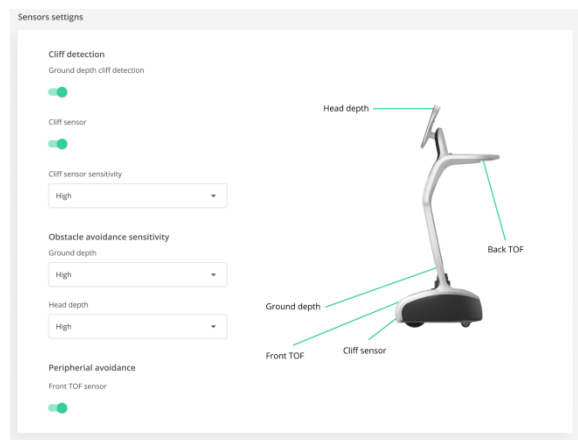 Sensors settigns
Cliff detection
Ground depth cliff detection
Cliff sensor
Cliff sensor sensitivity
High
Obstacle avoidance sensitivity
Ground depth
High
Head depth
High
Peripherial avoidance
Front TOF sensor
Head depth
Back TOF
Ground depth
Front TOF
Cliff sensor